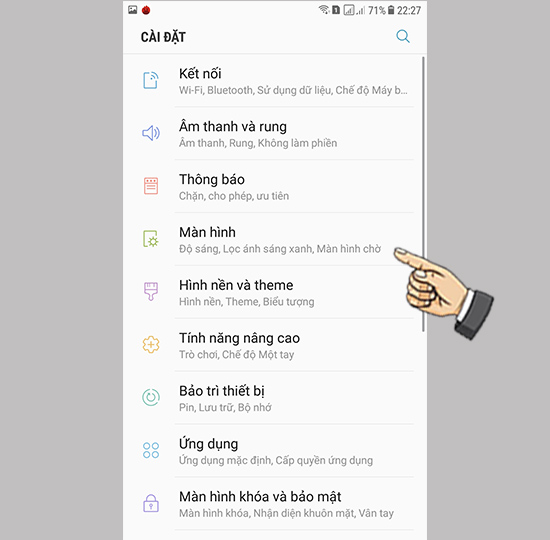 71% 22:27
CÀI ĐẶT
Kết nối
Wi-Fi, Bluetooth, Sử dụng dữ liệu, Chế độ Máy b...
Âm thanh và rung
Âm thanh, Rung, Không làm phiền
Thông báo
Chặn, cho phép, ưu tiên
Màn hình
Độ sáng, Lọc ánh sáng xanh, Màn hình chờ
Hình nền và theme
Hình nền, Theme, Biểu tượng
Tính năng nâng cao
Trò chơi, Chế độ Một tay
Bảo trì thiết bị
Pin, Lưu trữ, Bộ nhớ
Ứng dụng
Ứng dụng mặc định, Cấp quyền ứng dụng
Màn hình khóa và bảo mật
Màn hình khóa, Nhận diện khuôn mặt, Vân tay